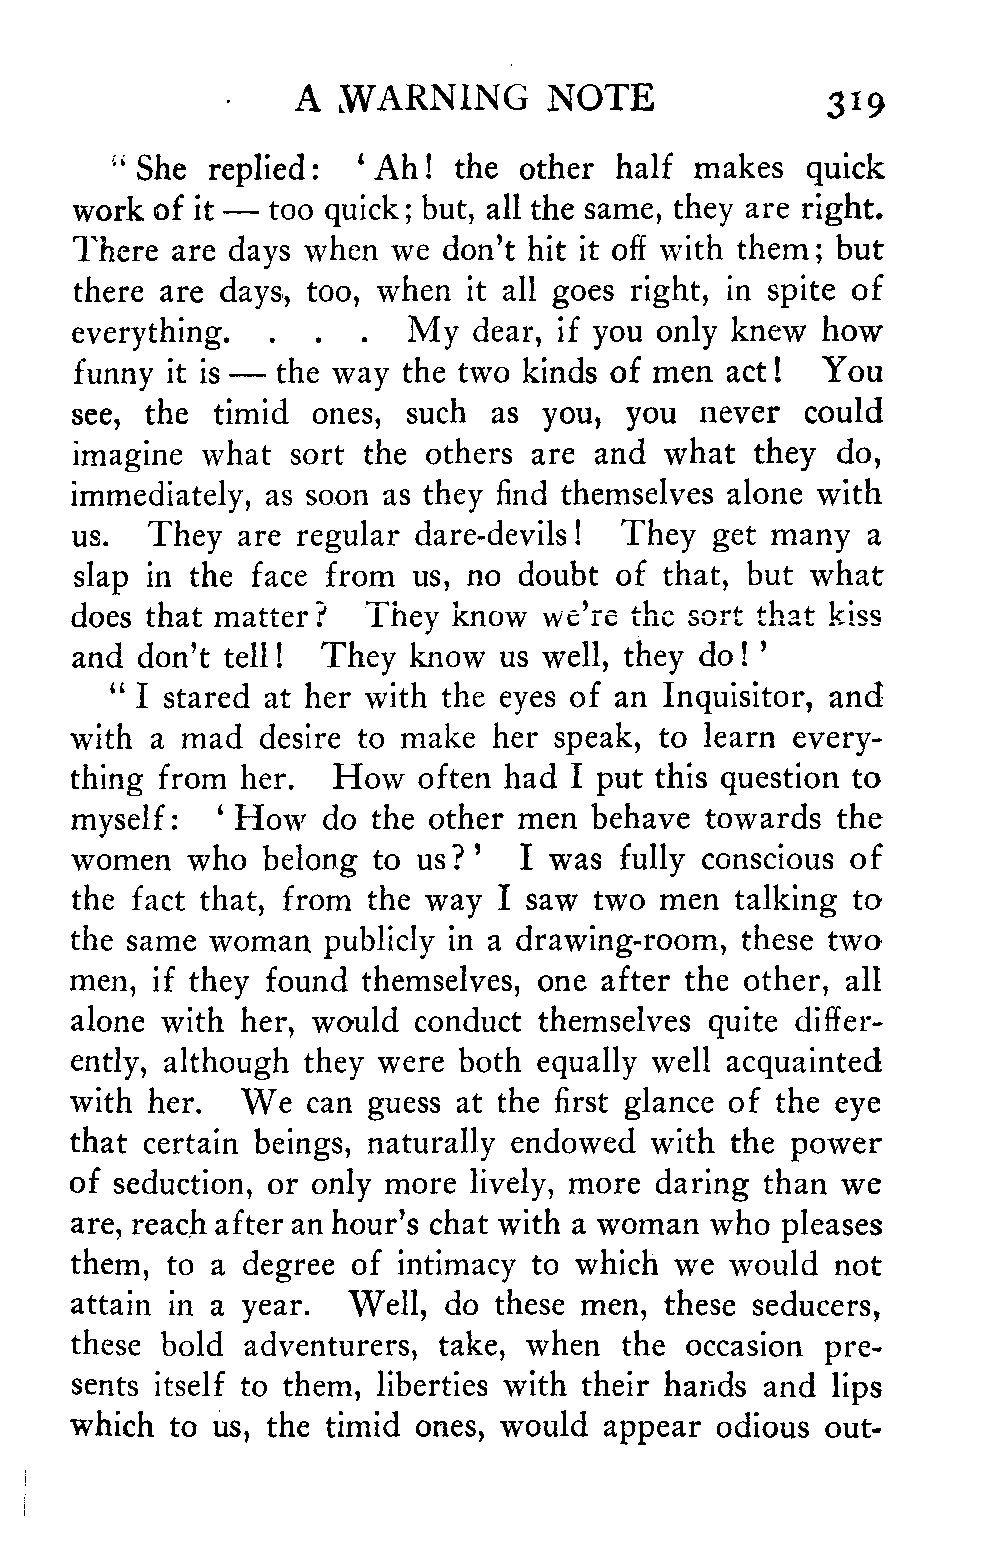 A WARNING NOTE 319
" She replied: ' Ah! the other half makes quick
work of it — too quick; but, all the same, they are right.
There are days when we don't hit it off with them; but
there are days, too, when it all goes right, in spite of
everything. . . . My dear, if you only knew how
funny it is — the way the two kinds of men act! You
see, the timid ones, such as you, you never could
imagine what sort the others are and what they do,
immediately, as soon as they find themselves alone with
us. They are regular dare-devils! They get many a
slap in the face from us, no doubt of that, but what
does that matter? They know we're the sort that kiss
and don't tell! They know us well, they do! '
" I stared at her with the eyes of an Inquisitor, and
with a mad desire to make her speak, to learn every-
thing from her. How often had I put this question to
myself: ' How do the other men behave towards the
women who belong to us? ' I was fully conscious of
the fact that, from the way I saw two men talking to
the same woman publicly in a drawing-room, these two
men, if they found themselves, one after the other, all
alone with her, would conduct themselves quite differ-
ently, although they were both equally well acquainted
with her. We can guess at the first glance of the eye
that certain beings, naturally endowed with the power
of seduction, or only more lively, more daring than we
are, reach after an hour's chat with a woman who pleases
them, to a degree of intimacy to which we would not
attain in a year. Well, do these men, these seducers,
these bold adventurers, take, when the occasion pre-
sents itself to them, liberties with their hands and lips
which to us, the timid ones, would appear odious out-